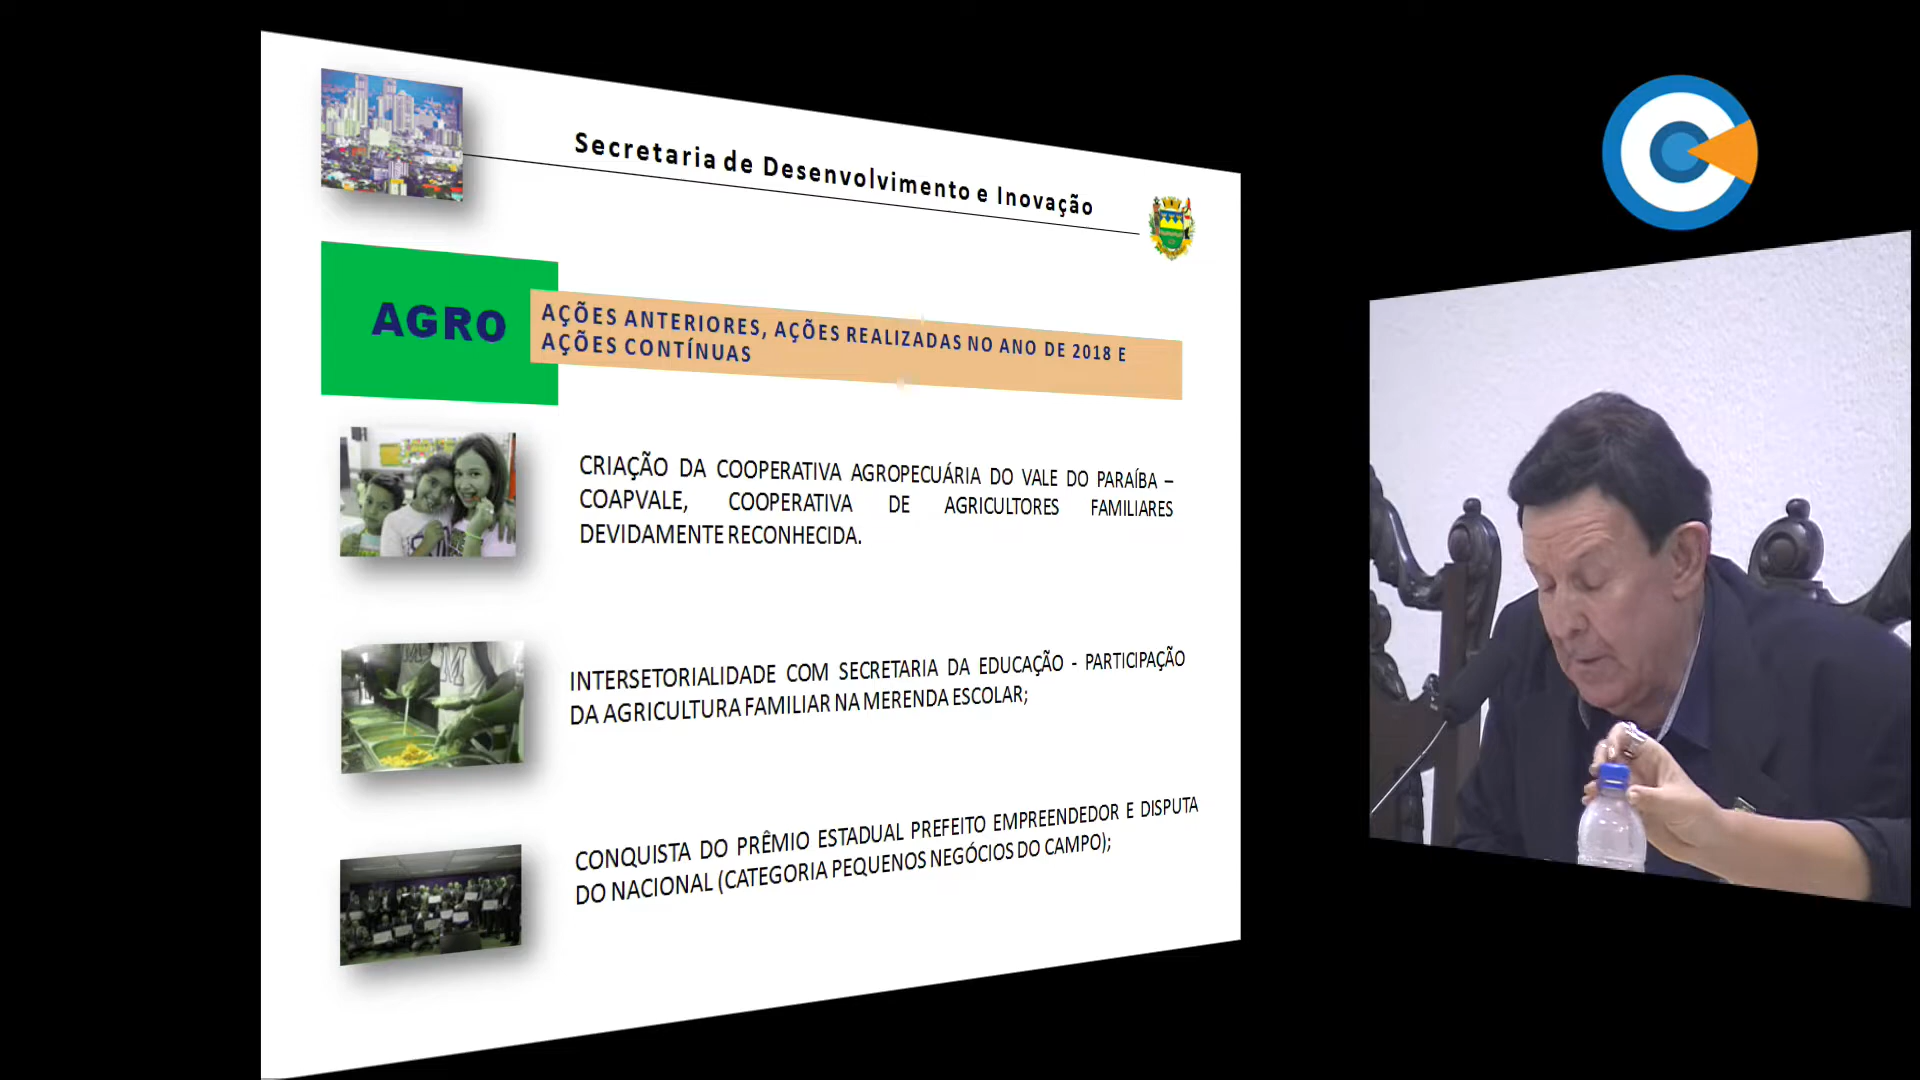 Secretaria de Desenvolvimento e Inovação
AGRO
AÇÕES ANTERIORES, AÇÕES REALIZADAS NO ANO DE 2018 E
AÇÕES CONTÍNUAS
CRIAÇÃO DA COOPERATIVA AGROPECUÁRIA DO VALE DO PARAÍBA –
COAPVALE, COOPERATIVA DE AGRICULTORES FAMILIARES
DEVIDAMENTE RECONHECIDA.
INTERSETORIALIDADE COM SECRETARIA DA EDUCAÇÃO - PARTICIPAÇÃO
DA AGRICULTURA FAMILIAR NA MERENDA ESCOLAR;
CONQUISTA DO PRÊMIO ESTADUAL PREFEITO EMPREENDEDOR E DISPUTA
DO NACIONAL (CATEGORIA PEQUENOS NEGÓCIOS DO CAMPO);